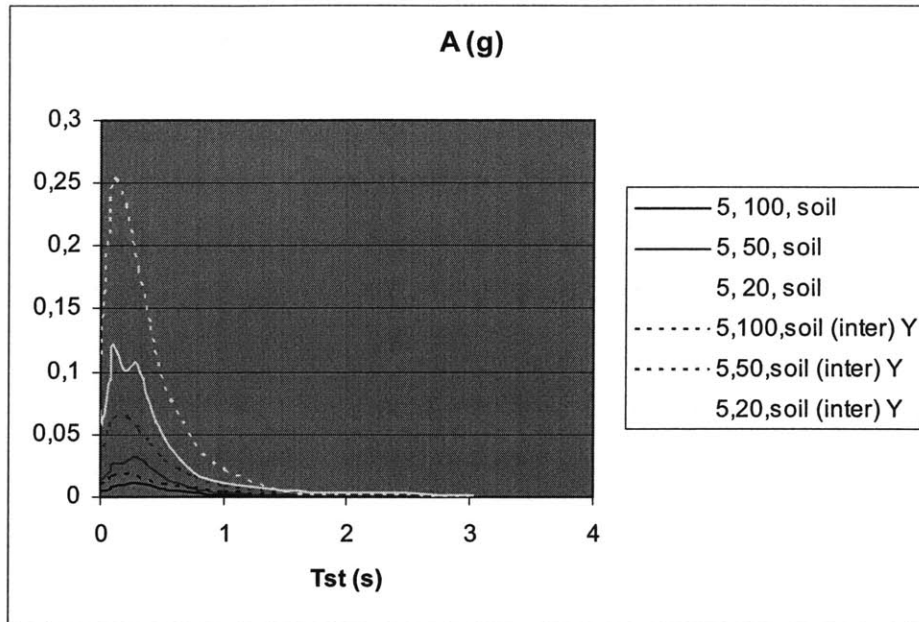 A (g)
0,3
0,25
0,2
0,15
0,1
0,05
0
0 1 2 3 4
Tst (s)
5, 100, soil
5, 50, soil
5, 20, soil
5,100,soil (inter) Y
5,50,soil (inter) Y
5,20,soil (inter) Y